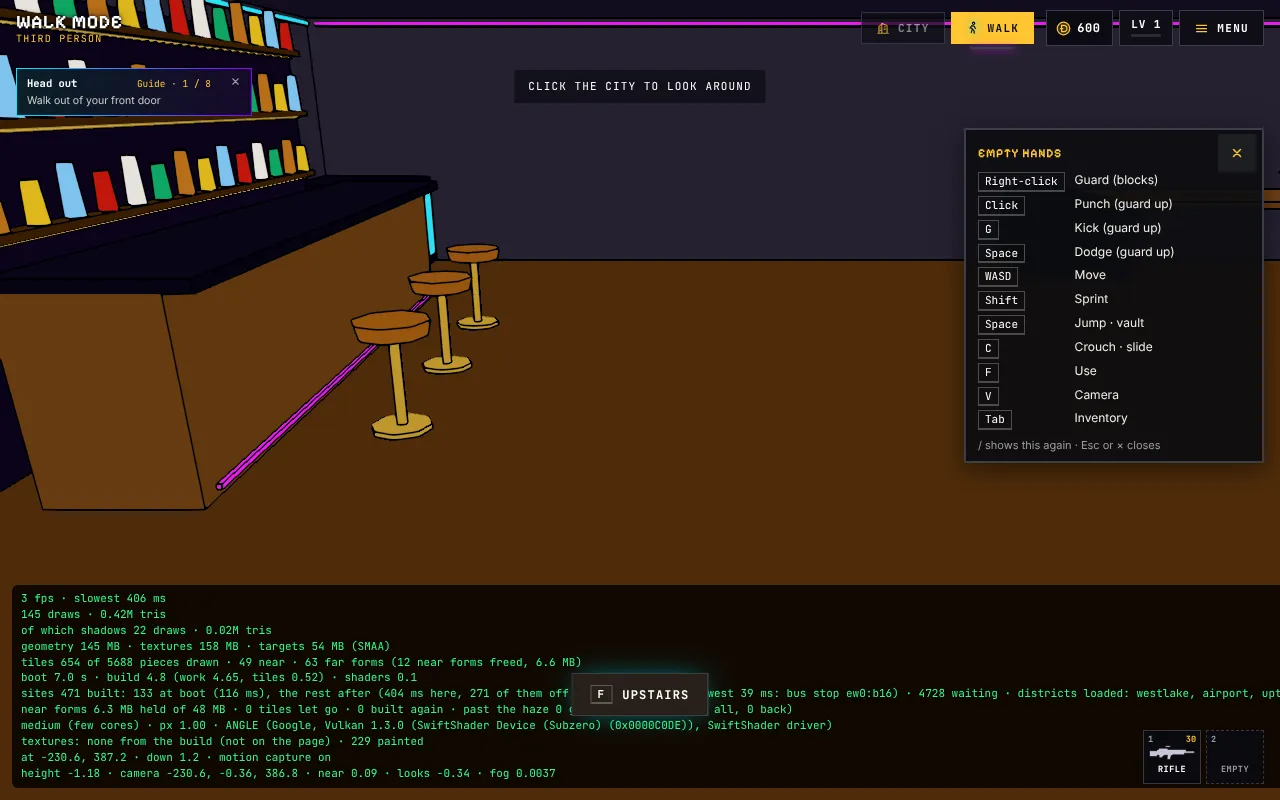 WALK MODE
THIRD PERSON
CITY
WALK
600
LV 1
MENU
Head out
Guide · 1 / 8
×
Walk out of your front door
CLICK THE CITY TO LOOK AROUND
EMPTY HANDS
×
Right-click Guard (blocks)
Click Punch (guard up)
G Kick (guard up)
Space Dodge (guard up)
WASD Move
Shift Sprint
Space Jump · vault
C Crouch · slide
F Use
V Camera
Tab Inventory
/ shows this again · Esc or × closes
3 fps · slowest 406 ms
145 draws · 0.42M tris
of which shadows 22 draws · 0.02M tris
geometry 145 MB · textures 158 MB · targets 54 MB (SMAA)
tiles 654 of 5688 pieces drawn · 49 near · 63 far forms (12 near forms freed, 6.6 MB)
boot 7.0 s · build 4.8 (work 4.65, tiles 0.52) · shaders 0.1
sites 471 built: 133 at boot (116 ms), the rest after (404 ms here, 271 of them off west 39 ms: bus stop ew0:b16) · 4728 waiting · districts loaded: westlake, airport, upt
near forms 6.3 MB held of 48 MB · 0 tiles let go · 0 built again · past the haze 0 all, 0 back)
medium (few cores) · px 1.00 · ANGLE (Google, Vulkan 1.3.0 (SwiftShader Device (Subzero) (0x0000C0DE)), SwiftShader driver)
textures: none from the build (not on the page) · 229 painted
at -230.6, 387.2 · down 1.2 · motion capture on
height -1.18 · camera -230.6, -0.36, 386.8 · near 0.09 · looks -0.34 · fog 0.0037
F UPSTAIRS
1 30
RIFLE
2
EMPTY